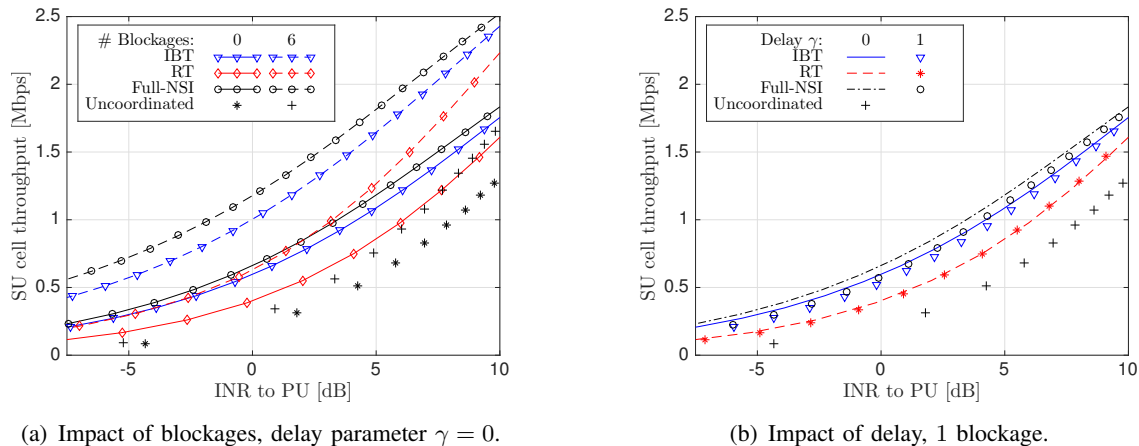 SU cell throughput [Mbps]
2.5
2
1.5
1
0.5
0
# Blockages: 0 6
IBT
RT
Full-NSI
Uncoordinated
-5 0 5 10
INR to PU [dB]
(a) Impact of blockages, delay parameter γ = 0.
SU cell throughput [Mbps]
2.5
2
1.5
1
0.5
0
Delay γ: 0 1
IBT
RT
Full-NSI
Uncoordinated
-5 0 5 10
INR to PU [dB]
(b) Impact of delay, 1 blockage.